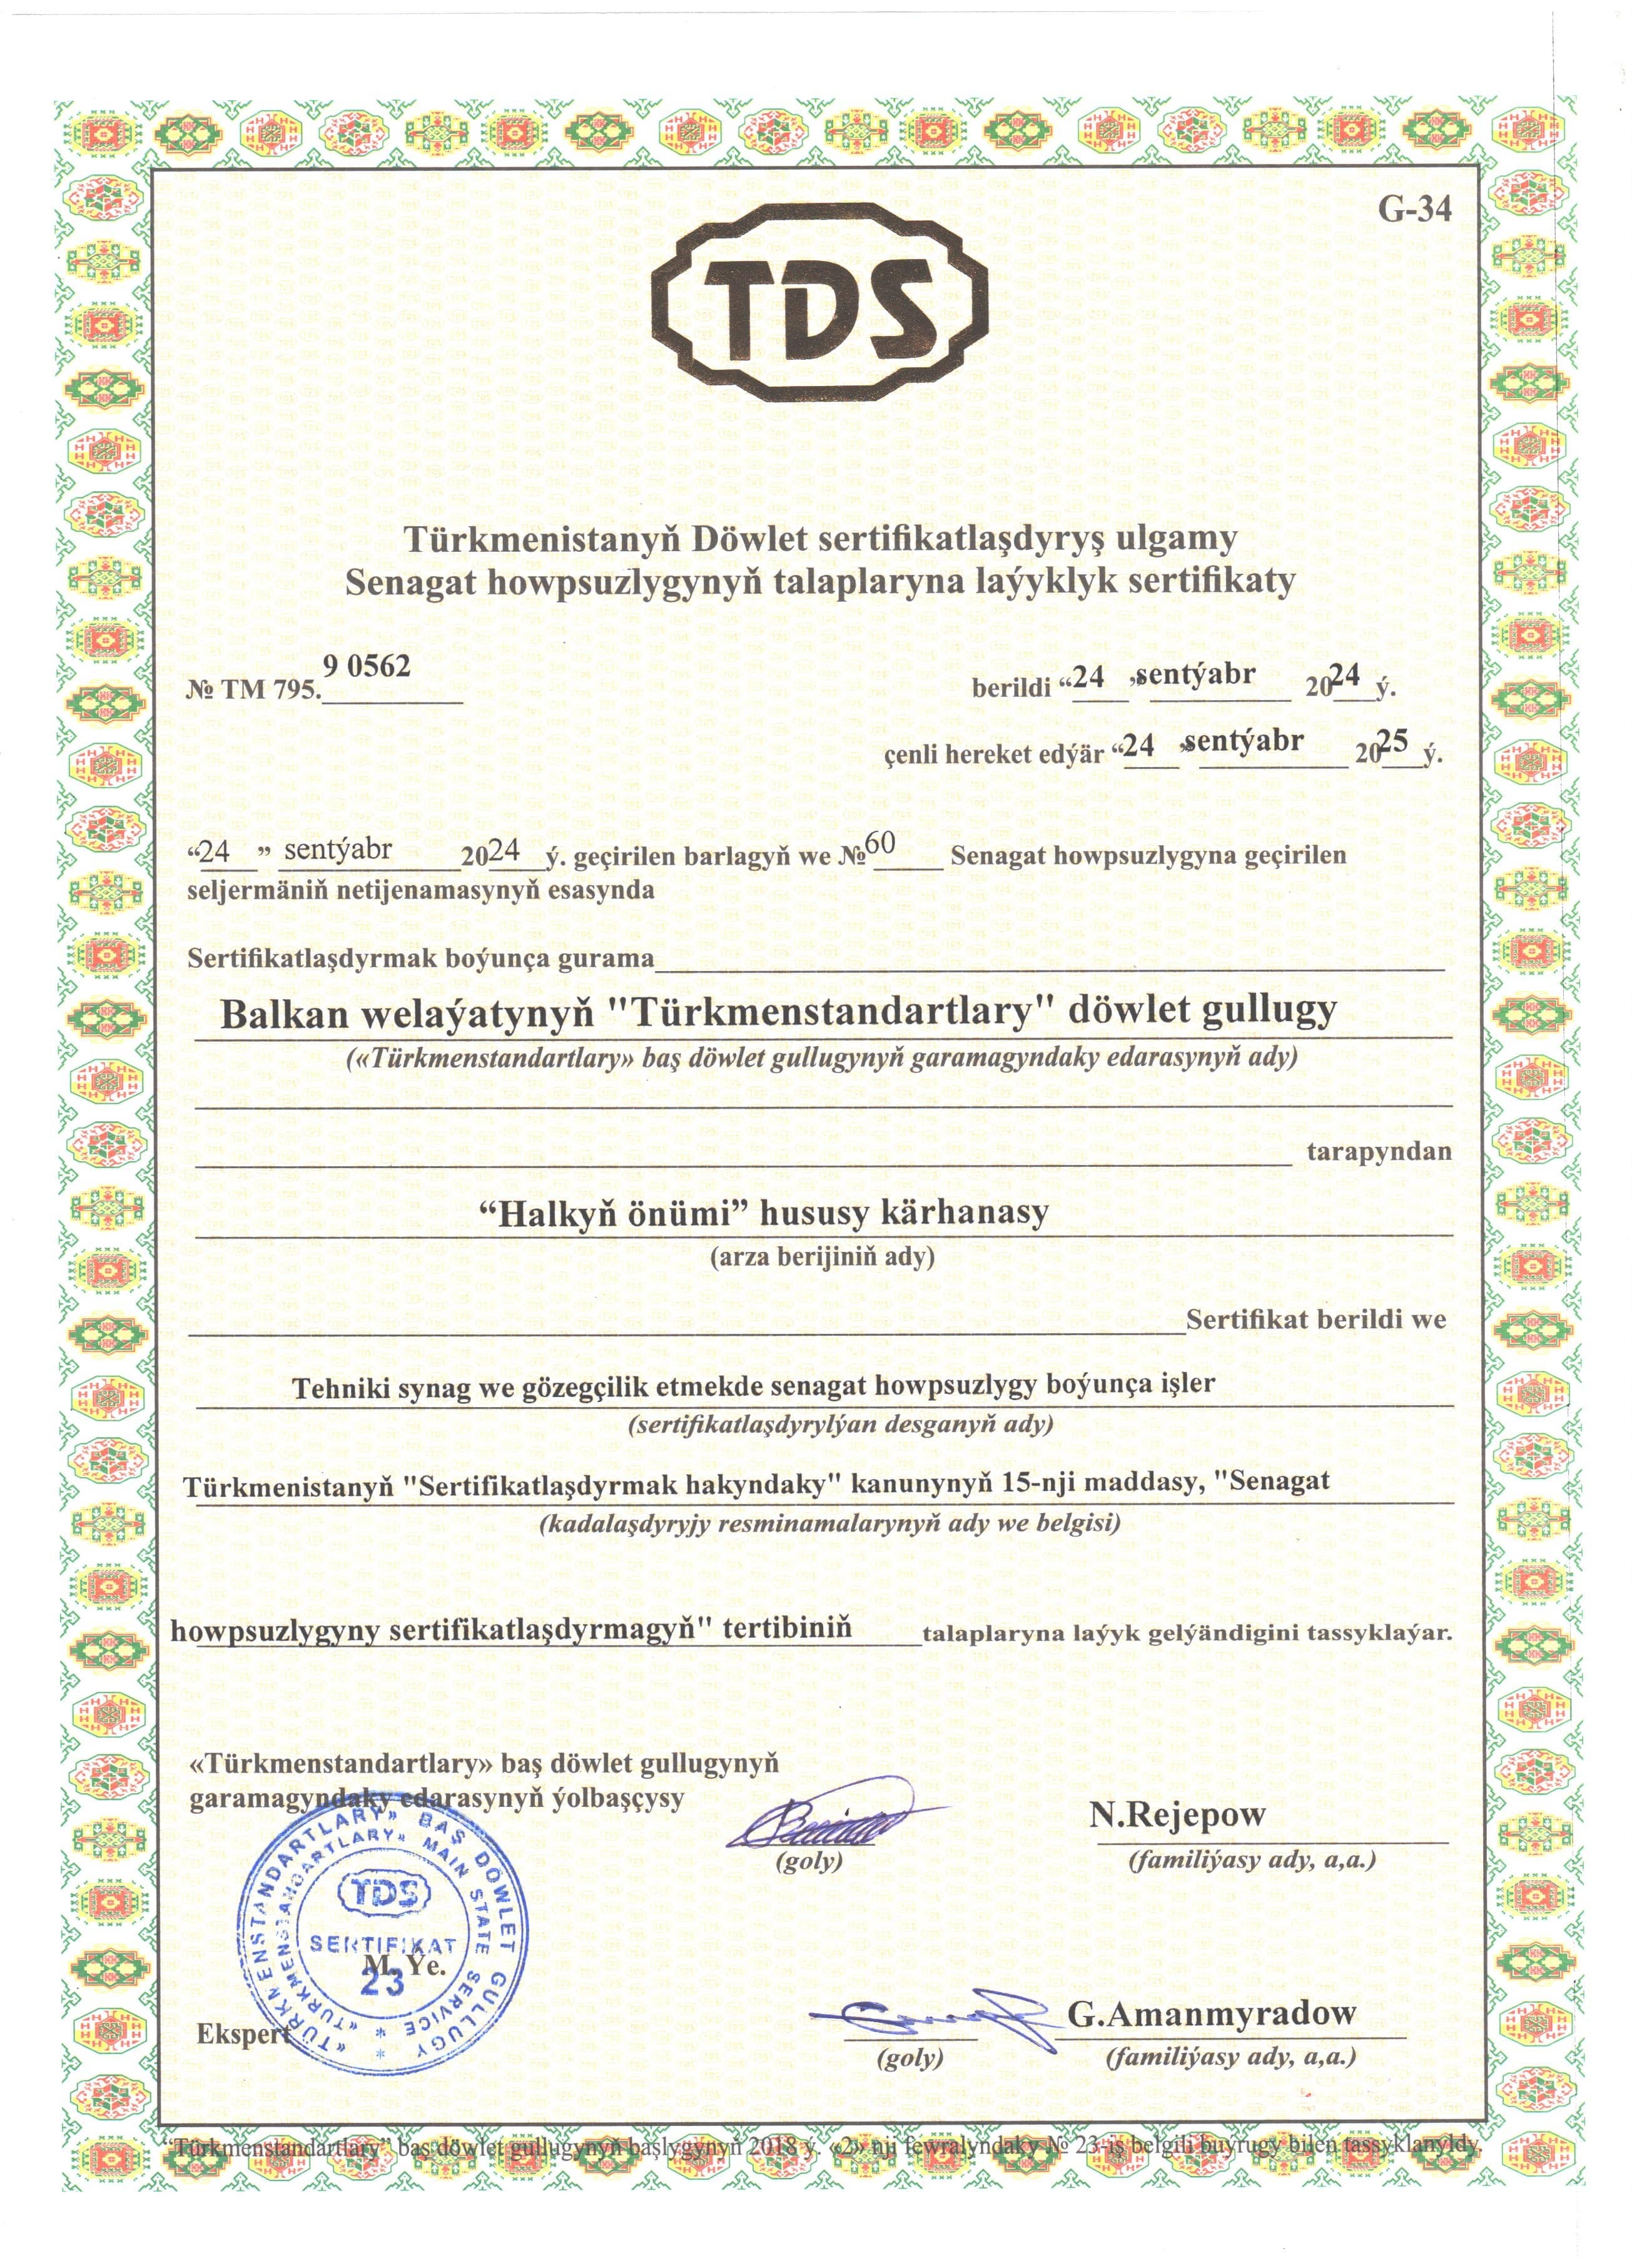 G-34
TDS
Türkmenistanyň Döwlet sertifikatlaşdyryş ulgamy
Senagat howpsuzlygynyň talaplaryna laýyklyk sertifikaty
№ TM 795. 9 0562
berildi “24 ” sentýabr 2024 ý.
çenli hereket edýär “24 ” sentýabr 2025 ý.
“24 ” sentýabr 2024 ý. geçirilen barlagyň we №60 Senagat howpsuzlygyna geçirilen
seljermäniň netijenamasynyň esasynda
Sertifikatlaşdyrmak boýunça gurama
Balkan welaýatynyň "Türkmenstandartlary" döwlet gullugy
(«Türkmenstandartlary» baş döwlet gullugynyň garamagyndaky edarasynyň ady)
tarapyndan
“Halkyň önümi” hususy kärhanasy
(arza berijiniň ady)
Sertifikat berildi we
Tehniki synag we gözegçilik etmekde senagat howpsuzlygy boýunça işler
(sertifikatlaşdyrylýan desganyň ady)
Türkmenistanyň "Sertifikatlaşdyrmak hakyndaky" kanunynyň 15-nji maddasy, "Senagat
(kadalaşdyryjy resminamalarynyň ady we belgisi)
howpsuzlygyny sertifikatlaşdyrmagyň" tertibiniň talaplaryna laýyk gelýändigini tassyklaýar.
«Türkmenstandartlary» baş döwlet gullugynyň
garamagyndaky edarasynyň ýolbaşçysy
N.Rejepow
(goly)
(familiýasy ady, a,a.)
«TÜRKMENSTANDARTLARY» BAŞ DÖWLET GULLUGY *
«TURKMENSTANDARTLARY» MAIN STATE SERVICE *
TDS
SERTIFIKAT
23
M. Ýe.
Ekspert
G.Amanmyradow
(goly)
(familiýasy ady, a,a.)
“Türkmenstandartlary” baş döwlet gullugynyň başlygynyň 2018 ý. «2» nji fewralyndaky № 23-iş belgili buýrugy bilen tassyklanyldy.